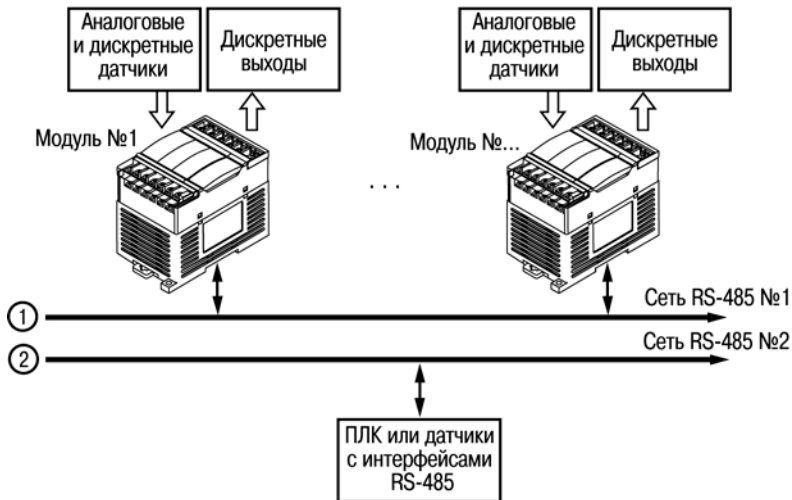 Аналоговые
и дискретные
датчики
Дискретные
выходы
Аналоговые
и дискретные
датчики
Дискретные
выходы
Модуль №1
Модуль №...
. . .
Сеть RS-485 №1
1
Сеть RS-485 №2
2
ПЛК или датчики
с интерфейсами
RS-485